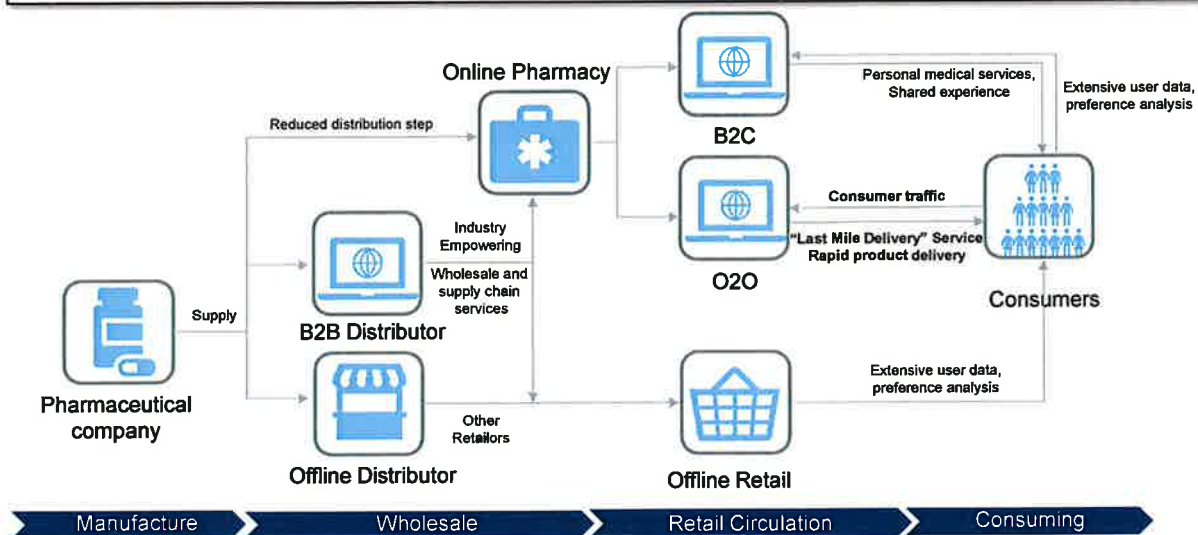 Online Pharmacy
Reduced distribution step
B2C
Personal medical services,
Shared experience
Extensive user data,
preference analysis
Consumer traffic
"Last Mile Delivery" Service
Rapid product delivery
O2O
Consumers
Industry
Empowering
Wholesale and
supply chain
services
B2B Distributor
Supply
Pharmaceutical
company
Other
Retailors
Offline Distributor
Extensive user data,
preference analysis
Offline Retail
Manufacture
Wholesale
Retail Circulation
Consuming